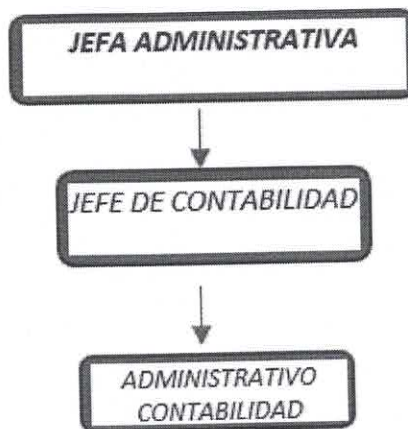 JEFA ADMINISTRATIVA
JEFE DE CONTABILIDAD
ADMINISTRATIVO
CONTABILIDAD